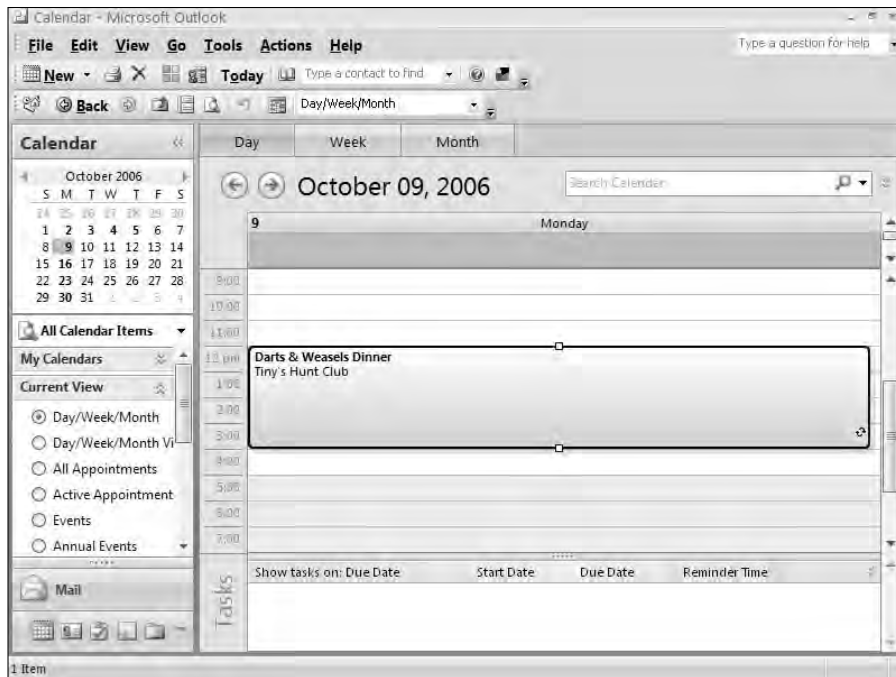 Calendar - Microsoft Outlook
File Edit View Go Tools Actions Help
Type a question for help
New Today Type a contact to find
Back Day/Week/Month
Calendar
Day Week Month
October 2006
S M T W T F S
24 25 26 27 28 29 30
1 2 3 4 5 6 7
8 9 10 11 12 13 14
15 16 17 18 19 20 21
22 23 24 25 26 27 28
29 30 31 1 2 3 4
October 09, 2006
Search Calendar
9 Monday
All Calendar Items
My Calendars
Current View
Day/Week/Month
Day/Week/Month Vi
All Appointments
Active Appointment
Events
Annual Events
9:00
10:00
11:00
12 pm
Darts & Weasels Dinner
Tiny's Hunt Club
1:00
2:00
3:00
4:00
5:00
6:00
7:00
Mail
Tasks
Show tasks on: Due Date Start Date Due Date Reminder Time
1 Item